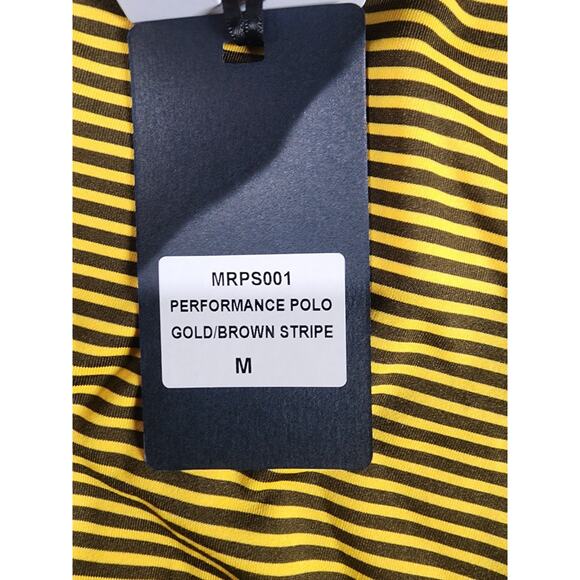 MRPS001
PERFORMANCE POLO
GOLD/BROWN STRIPE
M